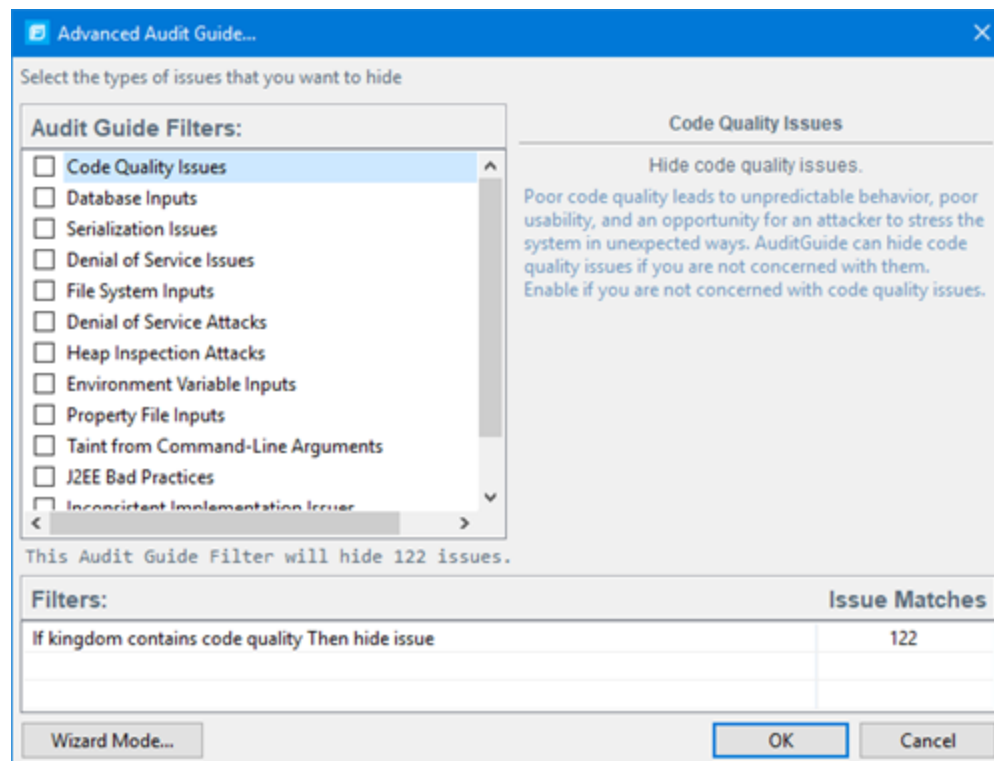 Advanced Audit Guide...
Select the types of issues that you want to hide
Audit Guide Filters:
Code Quality Issues
Database Inputs
Serialization Issues
Denial of Service Issues
File System Inputs
Denial of Service Attacks
Heap Inspection Attacks
Environment Variable Inputs
Property File Inputs
Taint from Command-Line Arguments
J2EE Bad Practices
Inconsistent Implementation Issues
Code Quality Issues
Hide code quality issues.
Poor code quality leads to unpredictable behavior, poor
usability, and an opportunity for an attacker to stress the
system in unexpected ways. AuditGuide can hide code
quality issues if you are not concerned with them.
Enable if you are not concerned with code quality issues.
This Audit Guide Filter will hide 122 issues.
Filters: Issue Matches
If kingdom contains code quality Then hide issue 122
Wizard Mode... OK Cancel